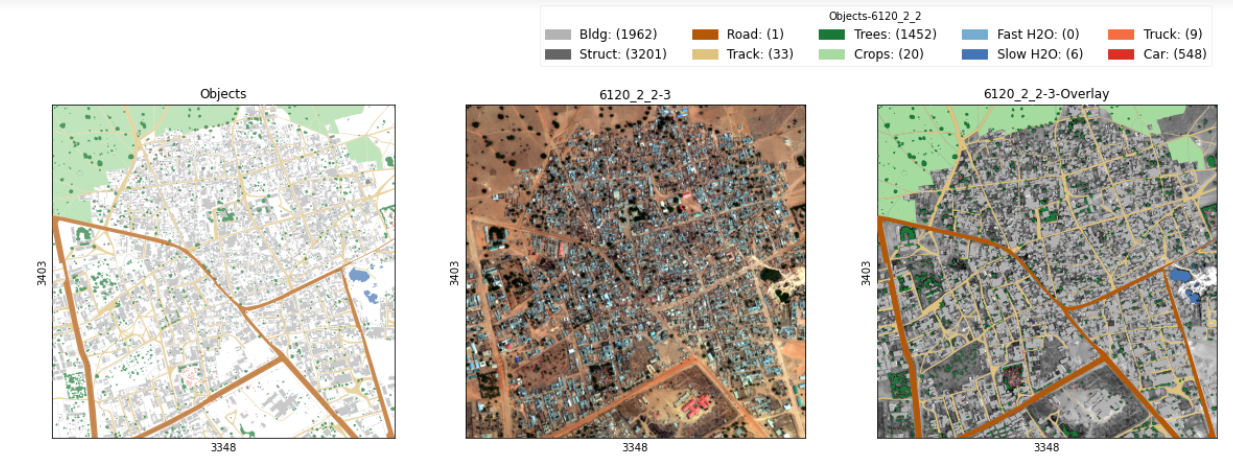 Objects-6120_2_2
Bldg: (1962) Road: (1) Trees: (1452) Fast H2O: (0) Truck: (9)
Struct: (3201) Track: (33) Crops: (20) Slow H2O: (6) Car: (548)
Objects 6120_2_2-3 6120_2_2-3-Overlay
3403 3403 3403
3348 3348 3348